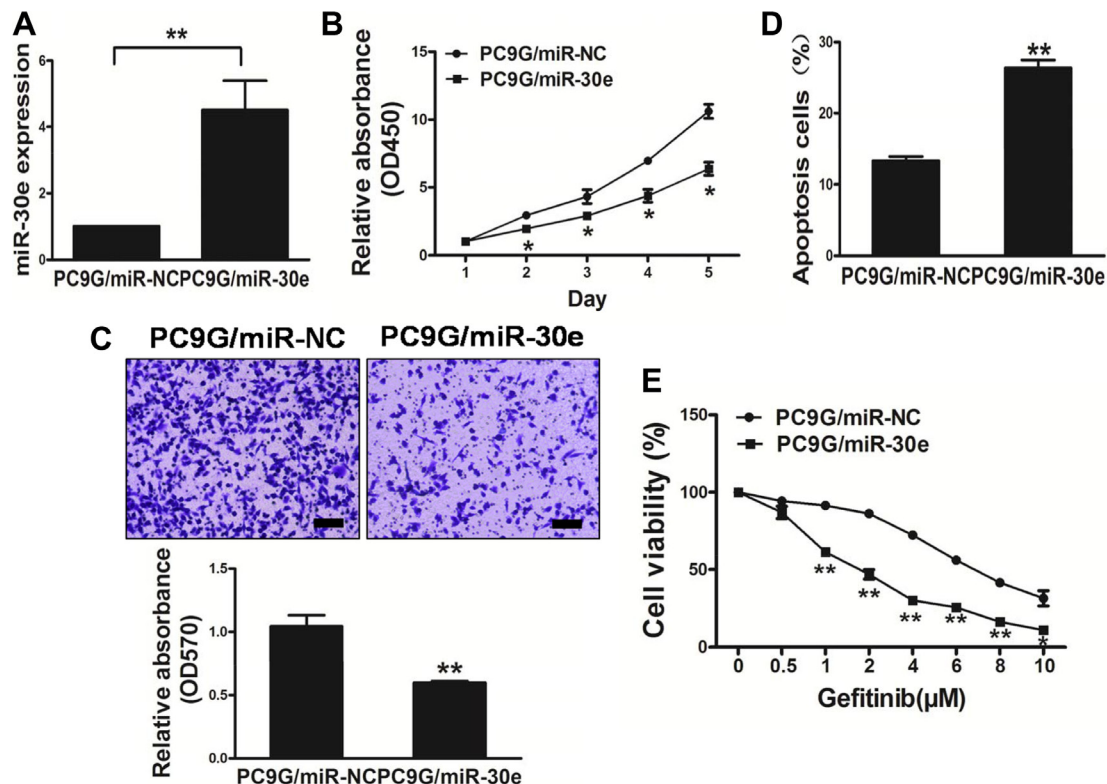 A
miR-30e expression
6
4
2
0
**
PC9G/miR-NC PC9G/miR-30e
B
PC9G/miR-NC
PC9G/miR-30e
Relative absorbance
(OD450)
15
10
5
0
* * * *
1 2 3 4 5
Day
D
Apoptosis cells (%)
30
20
10
0
**
PC9G/miR-NC PC9G/miR-30e
C
PC9G/miR-NC PC9G/miR-30e
Relative absorbance
(OD570)
1.5
1.0
0.5
0.0
**
PC9G/miR-NC PC9G/miR-30e
E
PC9G/miR-NC
PC9G/miR-30e
Cell viability (%)
150
100
50
0
** ** ** ** ** *
0 0.5 1 2 4 6 8 10
Gefitinib(μM)